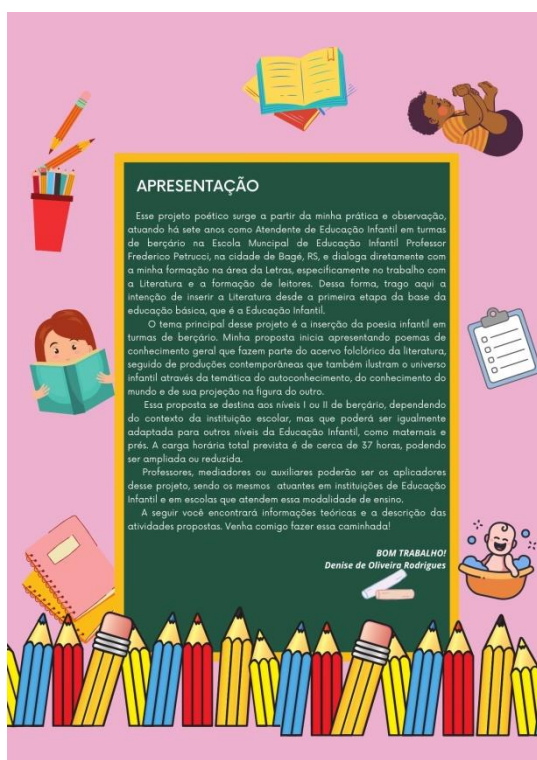 APRESENTAÇÃO
Esse projeto poético surge a partir da minha prática e observação,
atuando há sete anos como Atendente de Educação Infantil em turmas
de berçário na Escola Muncipal de Educação Infantil Professor
Frederico Petrucci, na cidade de Bagé, RS, e dialoga diretamente com
a minha formação na área da Letras, especificamente no trabalho com
a Literatura e a formação de leitores. Dessa forma, trago aqui a
intenção de inserir a Literatura desde a primeira etapa da base da
educação básica, que é a Educação Infantil.
O tema principal desse projeto é a inserção da poesia infantil em
turmas de berçário. Minha proposta inicia apresentando poemas de
conhecimento geral que fazem parte do acervo folclórico da literatura,
seguido de produções contemporâneas que também ilustram o universo
infantil através da temática do autoconhecimento, do conhecimento do
mundo e de sua projeção na figura do outro.
Essa proposta se destina aos níveis I ou II de berçário, dependendo
do contexto da instituição escolar, mas que poderá ser igualmente
adaptada para outros níveis da Educação Infantil, como maternais e
prés. A carga horária total prevista é de cerca de 37 horas, podendo
ser ampliada ou reduzida.
Professores, mediadores ou auxiliares poderão ser os aplicadores
desse projeto, sendo os mesmos atuantes em instituições de Educação
Infantil e em escolas que atendem essa modalidade de ensino.
A seguir você encontrará informações teóricas e a descrição das
atividades propostas. Venha comigo fazer essa caminhada!
BOM TRABALHO!
Denise de Oliveira Rodrigues